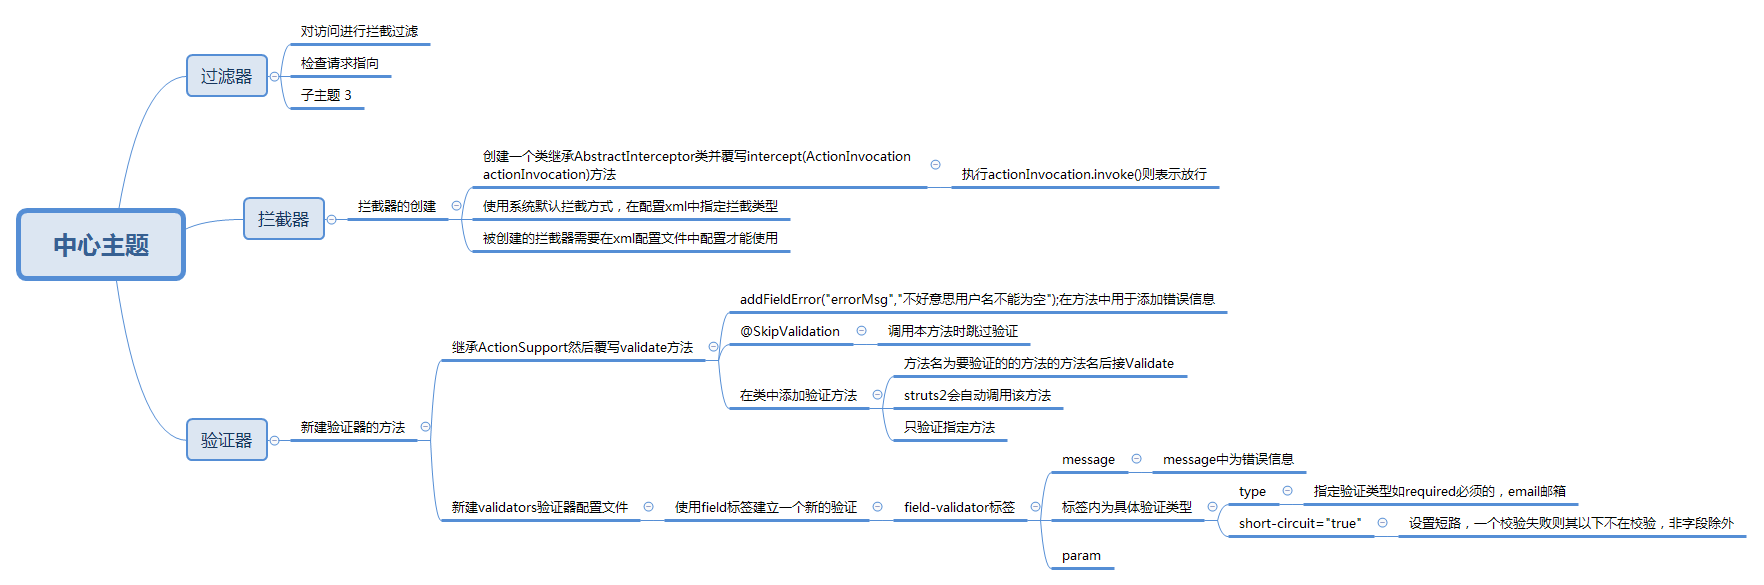 中心主题
过滤器
对访问进行拦截过滤
检查请求指向
子主题 3
拦截器
拦截器的创建
创建一个类继承AbstractInterceptor类并覆写intercept(ActionInvocation
actionInvocation)方法
执行actionInvocation.invoke()则表示放行
使用系统默认拦截方式，在配置xml中指定拦截类型
被创建的拦截器需要在xml配置文件中配置才能使用
验证器
新建验证器的方法
继承ActionSupport然后覆写validate方法
addFieldError("errorMsg","不好意思用户名不能为空");在方法中用于添加错误信息
@SkipValidation
调用本方法时跳过验证
在类中添加验证方法
方法名为要验证的的方法的方法名后接Validate
struts2会自动调用该方法
只验证指定方法
新建validators验证器配置文件
使用field标签建立一个新的验证
field-validator标签
message
message中为错误信息
标签内为具体验证类型
type
指定验证类型如required必须的，email邮箱
short-circuit="true"
设置短路，一个校验失败则其以下不在校验，非字段除外
param